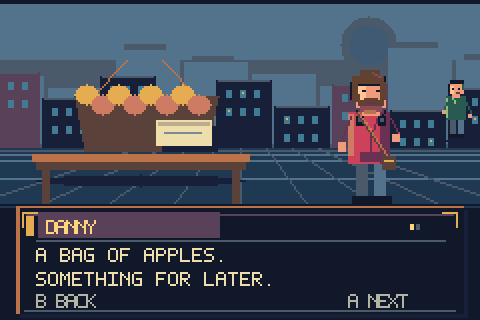 DANNY
A BAG OF APPLES.
SOMETHING FOR LATER.
B BACK
A NEXT